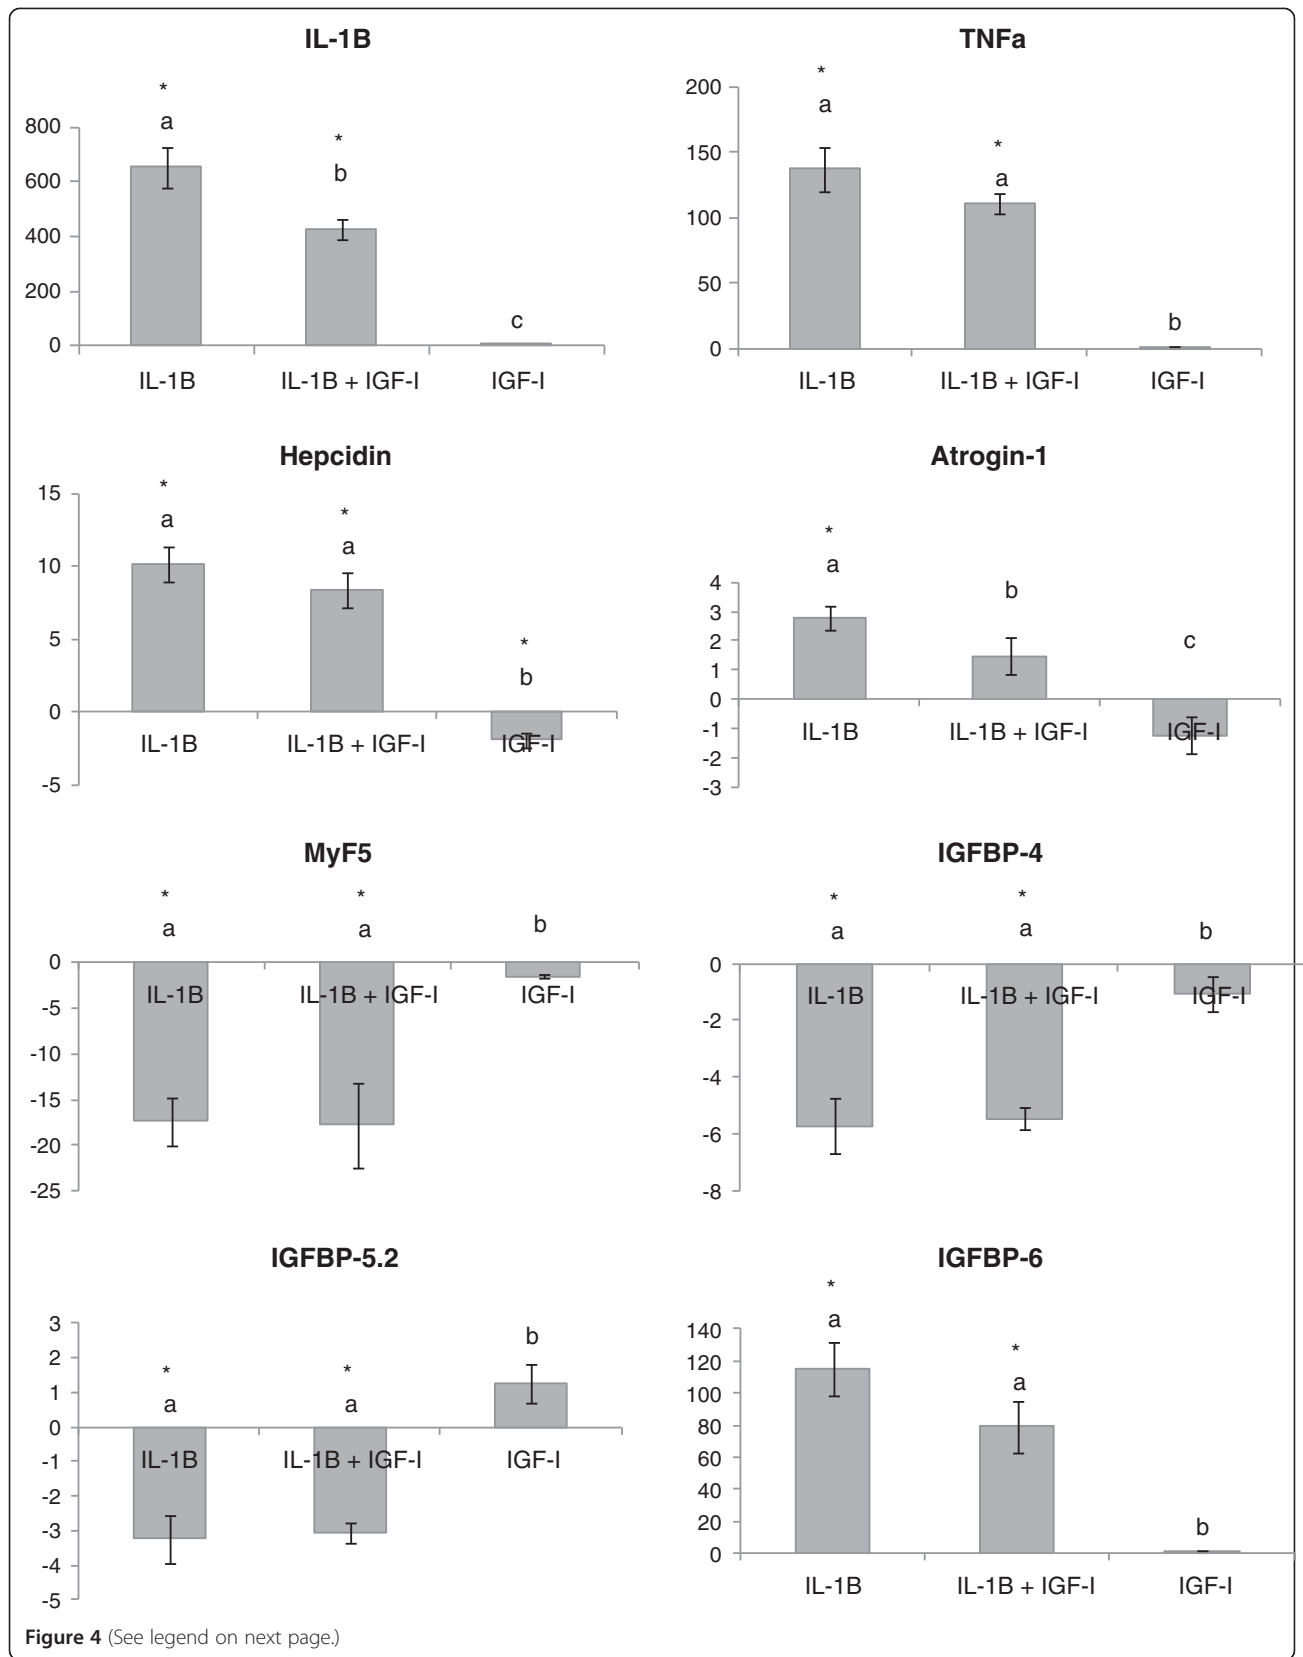 IL-1B
*
a
*
b
c
800
600
400
200
0
IL-1B IL-1B + IGF-I IGF-I
TNFa
*
a
*
a
b
200
150
100
50
0
IL-1B IL-1B + IGF-I IGF-I
Hepcidin
*
a
*
a
*
b
15
10
5
0
-5
IL-1B IL-1B + IGF-I IGF-I
Atrogin-1
*
a
b
c
4
3
2
1
0
-1
-2
-3
IL-1B IL-1B + IGF-I IGF-I
MyF5
* *
a a b
0
-5
-10
-15
-20
-25
IL-1B IL-1B + IGF-I IGF-I
IGFBP-4
* *
a a b
0
-2
-4
-6
-8
IL-1B IL-1B + IGF-I IGF-I
IGFBP-5.2
b
* *
a a
3
2
1
0
-1
-2
-3
-4
-5
IL-1B IL-1B + IGF-I IGF-I
IGFBP-6
*
a
*
a
b
140
120
100
80
60
40
20
0
IL-1B IL-1B + IGF-I IGF-I
Figure 4 (See legend on next page.)